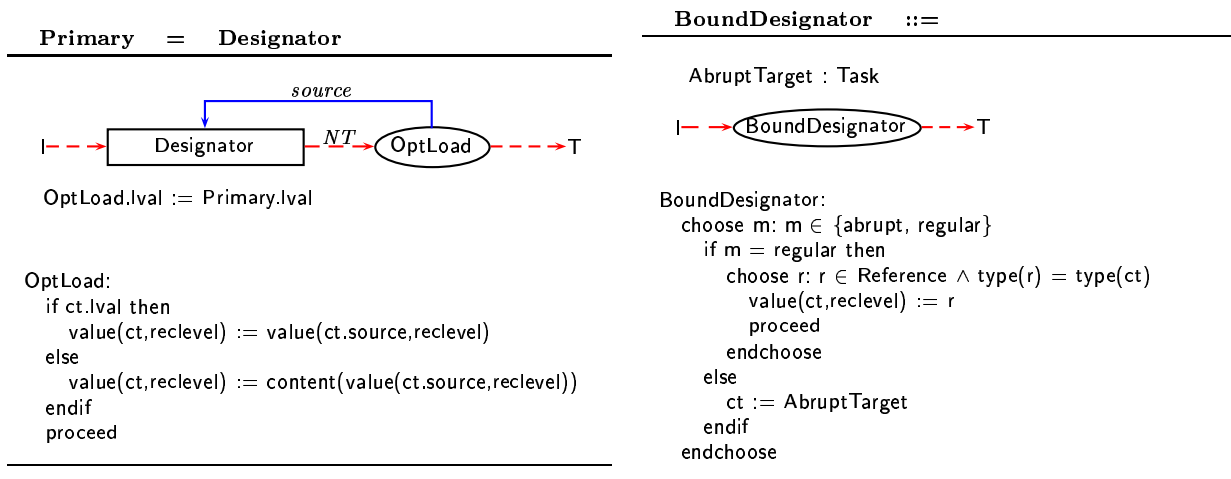 Primary = Designator
source
I Designator NT OptLoad T
OptLoad.lval := Primary.lval
OptLoad:
if ct.lval then
value(ct,reclevel) := value(ct.source,reclevel)
else
value(ct,reclevel) := content(value(ct.source,reclevel))
endif
proceed
BoundDesignator ::=
AbruptTarget : Task
I BoundDesignator T
BoundDesignator:
choose m: m ∈ {abrupt, regular}
if m = regular then
choose r: r ∈ Reference ∧ type(r) = type(ct)
value(ct,reclevel) := r
proceed
endchoose
else
ct := AbruptTarget
endif
endchoose